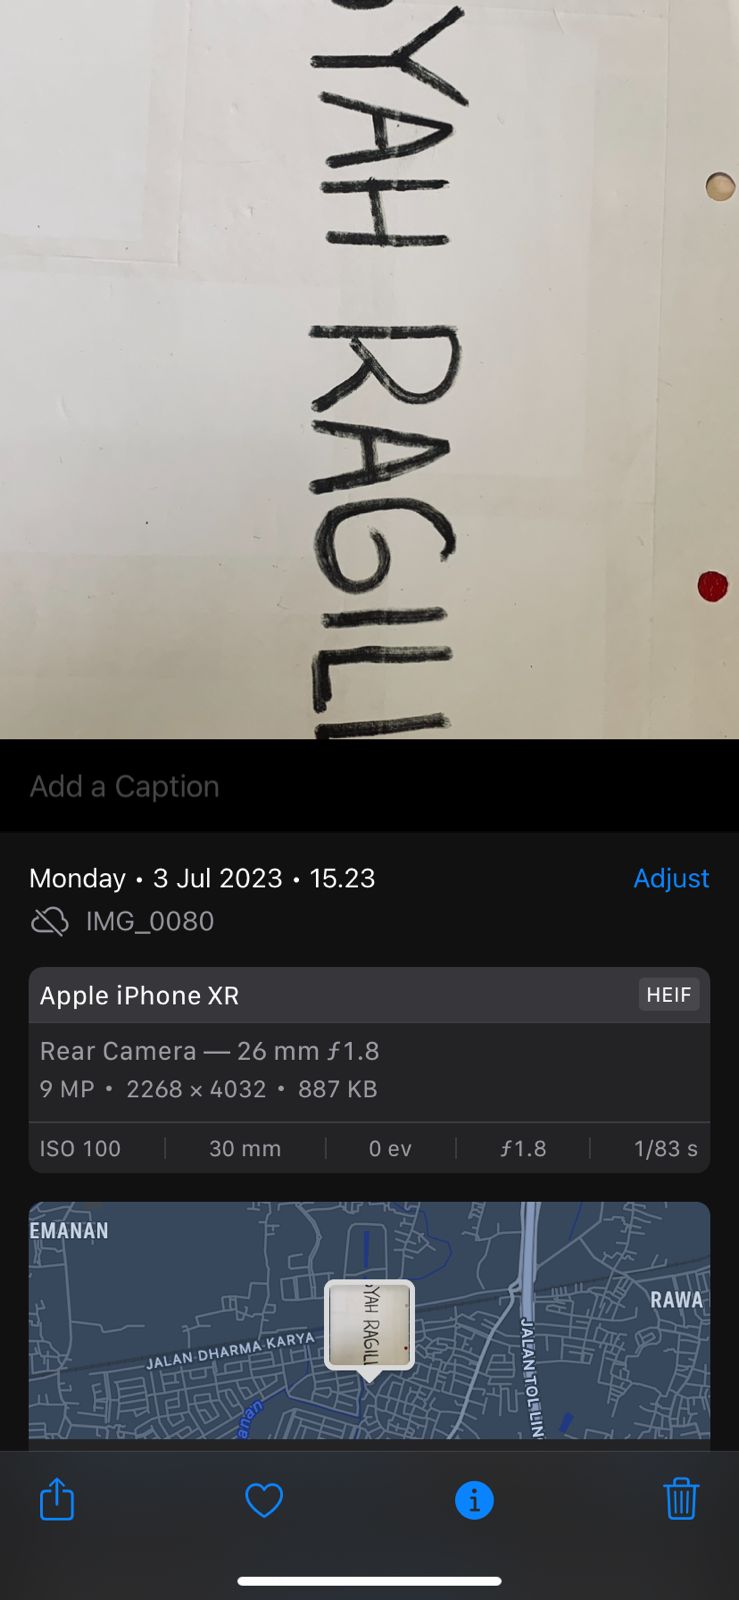 YAH RAGIL
Add a Caption
Monday • 3 Jul 2023 • 15.23
Adjust
IMG_0080
Apple iPhone XR
HEIF
Rear Camera — 26 mm ƒ1.8
9 MP • 2268 × 4032 • 887 KB
ISO 100
30 mm
0 ev
ƒ1.8
1/83 s
EMANAN
RAWA
YAH RAGIL
JALAN DHARMA KARYA
JALAN TOL LIN
anan